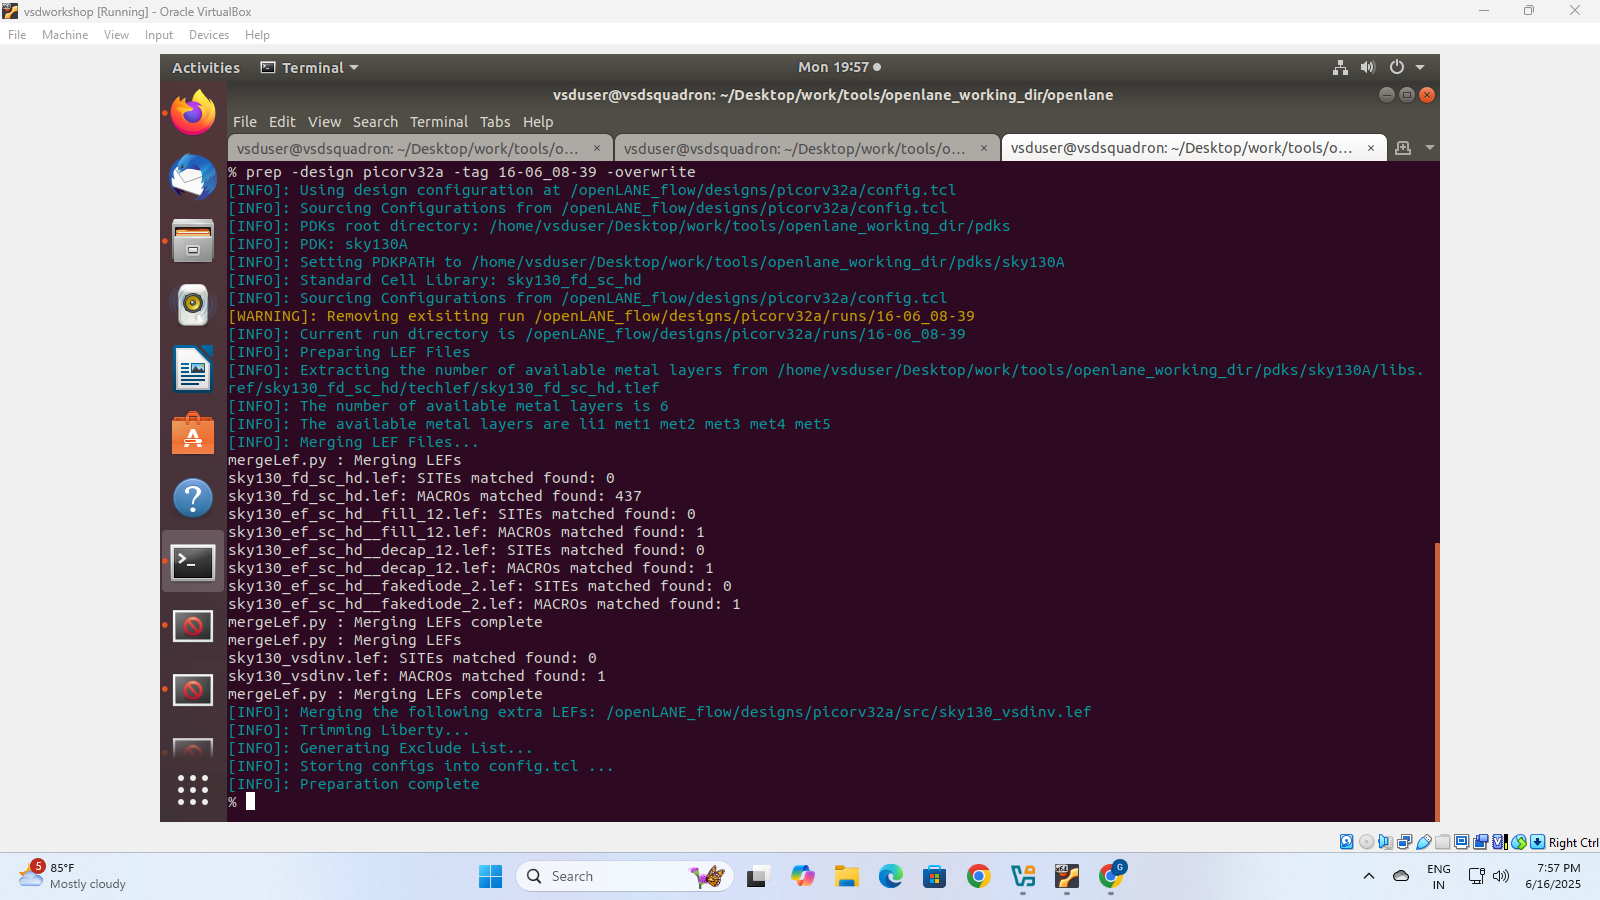 vsdworkshop [Running] - Oracle VirtualBox
File Machine View Input Devices Help
Activities Terminal Mon 19:57
vsduser@vsdsquadron: ~/Desktop/work/tools/openlane_working_dir/openlane
File Edit View Search Terminal Tabs Help
vsduser@vsdsquadron: ~/Desktop/work/tools/o... × vsduser@vsdsquadron: ~/Desktop/work/tools/o... × vsduser@vsdsquadron: ~/Desktop/work/tools/o... ×
% prep -design picorv32a -tag 16-06_08-39 -overwrite
[INFO]: Using design configuration at /openLANE_flow/designs/picorv32a/config.tcl
[INFO]: Sourcing Configurations from /openLANE_flow/designs/picorv32a/config.tcl
[INFO]: PDKs root directory: /home/vsduser/Desktop/work/tools/openlane_working_dir/pdks
[INFO]: PDK: sky130A
[INFO]: Setting PDKPATH to /home/vsduser/Desktop/work/tools/openlane_working_dir/pdks/sky130A
[INFO]: Standard Cell Library: sky130_fd_sc_hd
[INFO]: Sourcing Configurations from /openLANE_flow/designs/picorv32a/config.tcl
[WARNING]: Removing exisiting run /openLANE_flow/designs/picorv32a/runs/16-06_08-39
[INFO]: Current run directory is /openLANE_flow/designs/picorv32a/runs/16-06_08-39
[INFO]: Preparing LEF Files
[INFO]: Extracting the number of available metal layers from /home/vsduser/Desktop/work/tools/openlane_working_dir/pdks/sky130A/libs.
ref/sky130_fd_sc_hd/techlef/sky130_fd_sc_hd.tlef
[INFO]: The number of available metal layers is 6
[INFO]: The available metal layers are li1 met1 met2 met3 met4 met5
[INFO]: Merging LEF Files...
mergeLef.py : Merging LEFs
sky130_fd_sc_hd.lef: SITEs matched found: 0
sky130_fd_sc_hd.lef: MACROs matched found: 437
sky130_ef_sc_hd__fill_12.lef: SITEs matched found: 0
sky130_ef_sc_hd__fill_12.lef: MACROs matched found: 1
sky130_ef_sc_hd__decap_12.lef: SITEs matched found: 0
sky130_ef_sc_hd__decap_12.lef: MACROs matched found: 1
sky130_ef_sc_hd__fakediode_2.lef: SITEs matched found: 0
sky130_ef_sc_hd__fakediode_2.lef: MACROs matched found: 1
mergeLef.py : Merging LEFs complete
mergeLef.py : Merging LEFs
sky130_vsdinv.lef: SITEs matched found: 0
sky130_vsdinv.lef: MACROs matched found: 1
mergeLef.py : Merging LEFs complete
[INFO]: Merging the following extra LEFs: /openLANE_flow/designs/picorv32a/src/sky130_vsdinv.lef
[INFO]: Trimming Liberty...
[INFO]: Generating Exclude List...
[INFO]: Storing configs into config.tcl ...
[INFO]: Preparation complete
%
Right Ctrl
5
85°F
Mostly cloudy
Search
G
ENG
IN
7:57 PM
6/16/2025